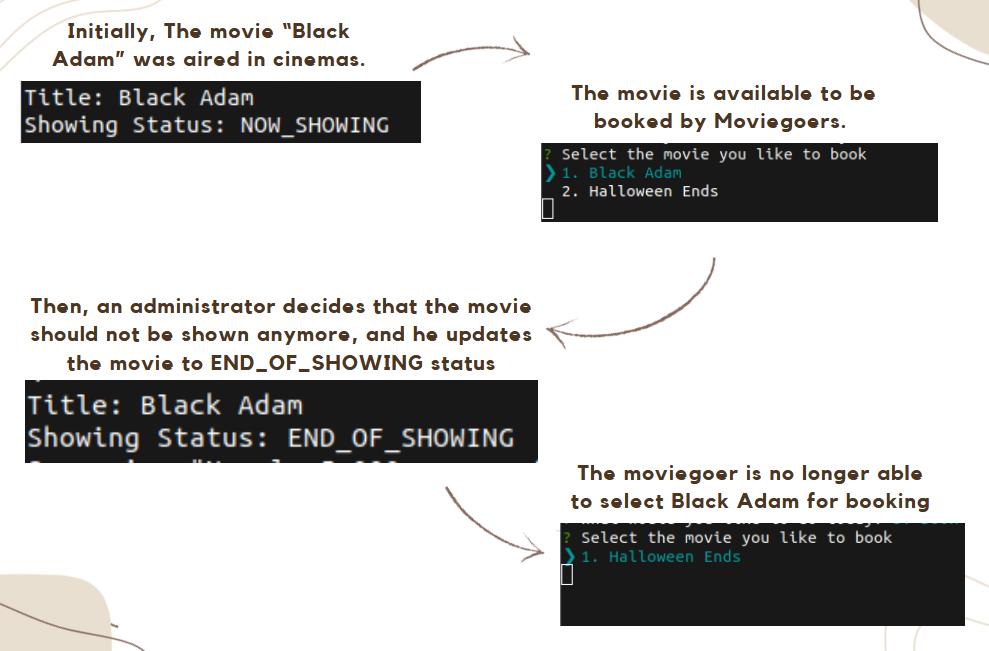 Initially, The movie “Black
Adam” was aired in cinemas.
Title: Black Adam
Showing Status: NOW_SHOWING
The movie is available to be
booked by Moviegoers.
? Select the movie you like to book
❯ 1. Black Adam
2. Halloween Ends
Then, an administrator decides that the movie
should not be shown anymore, and he updates
the movie to END_OF_SHOWING status
Title: Black Adam
Showing Status: END_OF_SHOWING
The moviegoer is no longer able
to select Black Adam for booking
? Select the movie you like to book
❯ 1. Halloween Ends